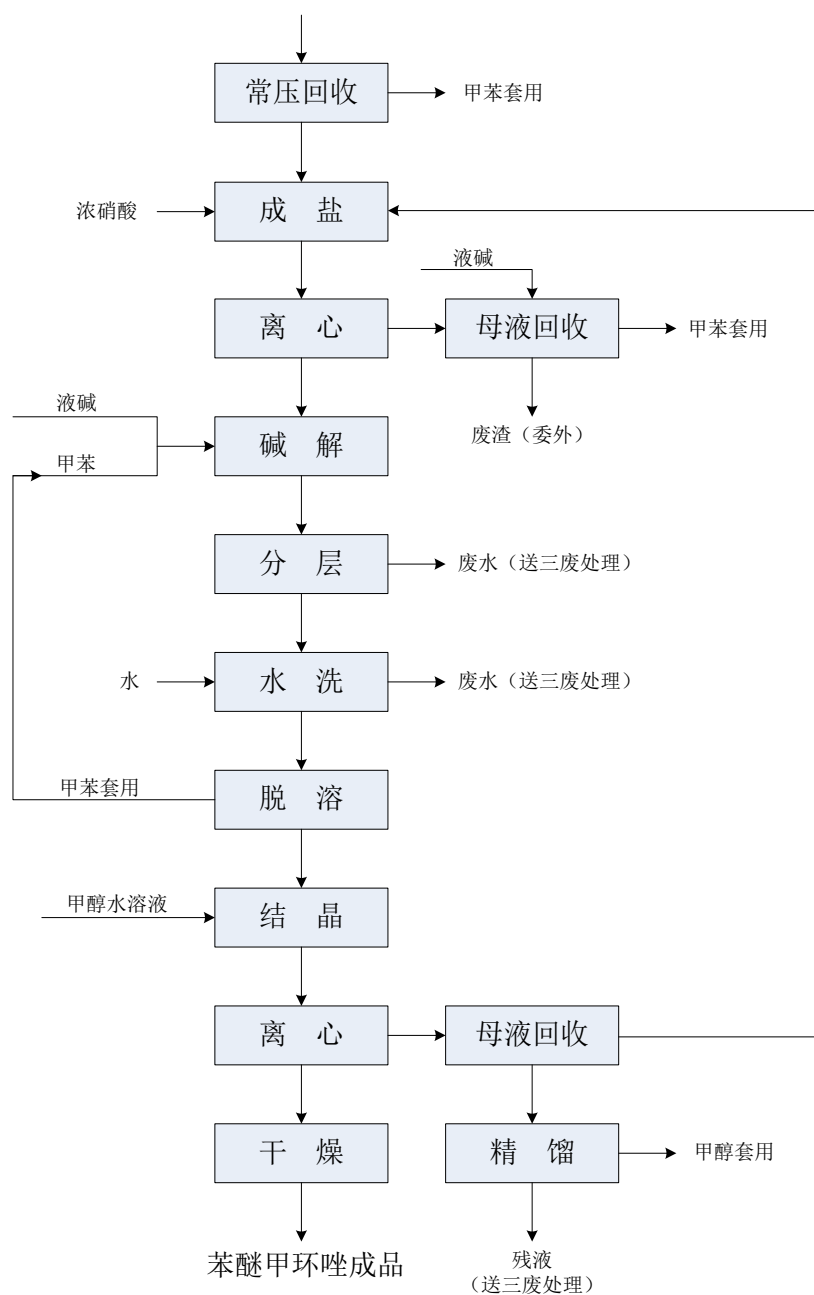 常压回收
甲苯套用
浓硝酸
成 盐
液碱
离 心
母液回收
甲苯套用
液碱
碱 解
废渣（委外）
甲苯
分 层
废水（送三废处理）
水
水 洗
废水（送三废处理）
甲苯套用
脱 溶
甲醇水溶液
结 晶
离 心
母液回收
干 燥
精 馏
甲醇套用
苯醚甲环唑成品
残液
（送三废处理）